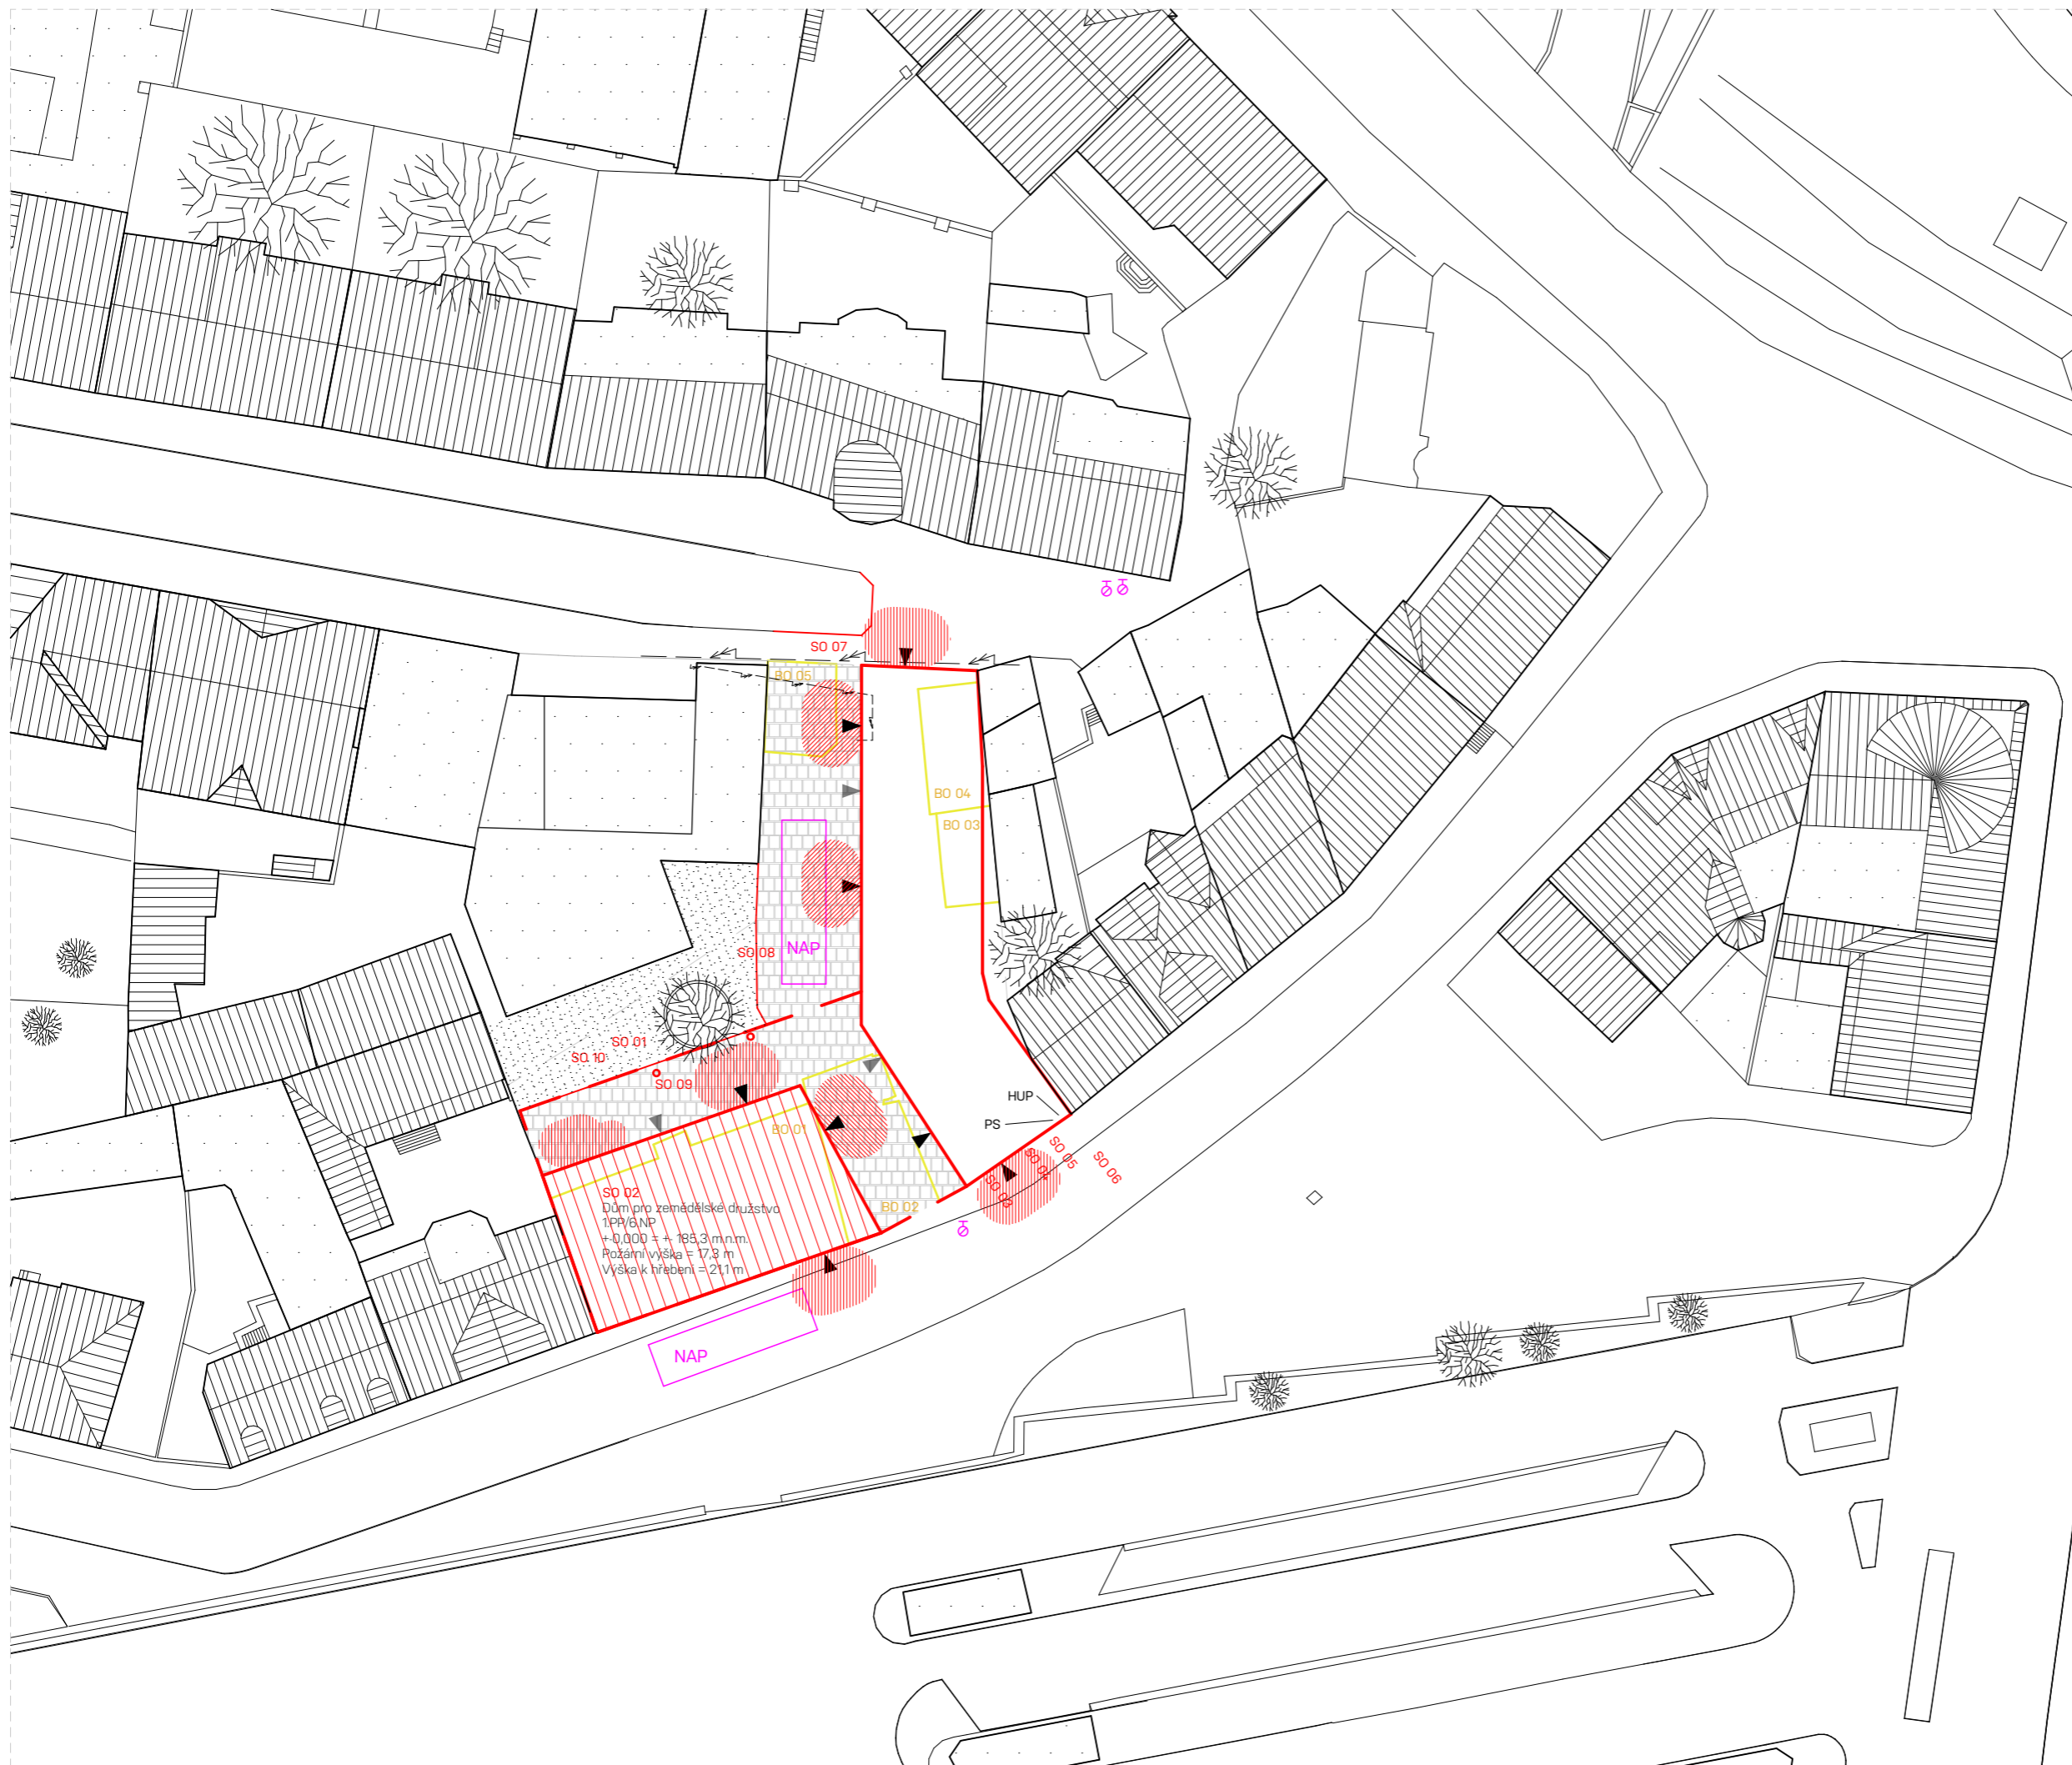 SO 07
BO 05
BO 04
BO 03
NAP
SO 08
SO 01
SO 10
SO 09
HUP
PS
BO 01
SO 05
SO 04
SO 06
SO 03
SO 02
Dům pro zemědělské družstvo
1.PP/6.NP
+-0,000 = +- 185,3 m.n.m.
Požární výška = 17,3 m
Výška k hřebeni = 21,1 m
BO 02
H
H
H
NAP